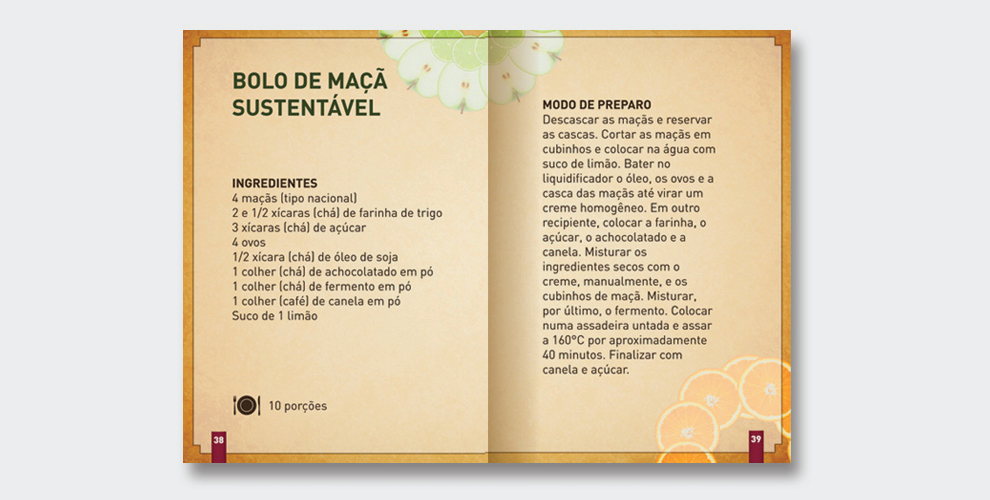 BOLO DE MAÇÃ
SUSTENTÁVEL
INGREDIENTES
4 maçãs (tipo nacional)
2 e 1/2 xícaras (chá) de farinha de trigo
3 xícaras (chá) de açúcar
4 ovos
1/2 xícara (chá) de óleo de soja
1 colher (chá) de achocolatado em pó
1 colher (chá) de fermento em pó
1 colher (café) de canela em pó
Suco de 1 limão
10 porções
38
MODO DE PREPARO
Descascar as maçãs e reservar
as cascas. Cortar as maçãs em
cubinhos e colocar na água com
suco de limão. Bater no
liquidificador o óleo, os ovos e a
casca das maçãs até virar um
creme homogêneo. Em outro
recipiente, colocar a farinha, o
açúcar, o achocolatado e a
canela. Misturar os
ingredientes secos com o
creme, manualmente, e os
cubinhos de maçã. Misturar,
por último, o fermento. Colocar
numa assadeira untada e assar
a 160°C por aproximadamente
40 minutos. Finalizar com
canela e açúcar.
39